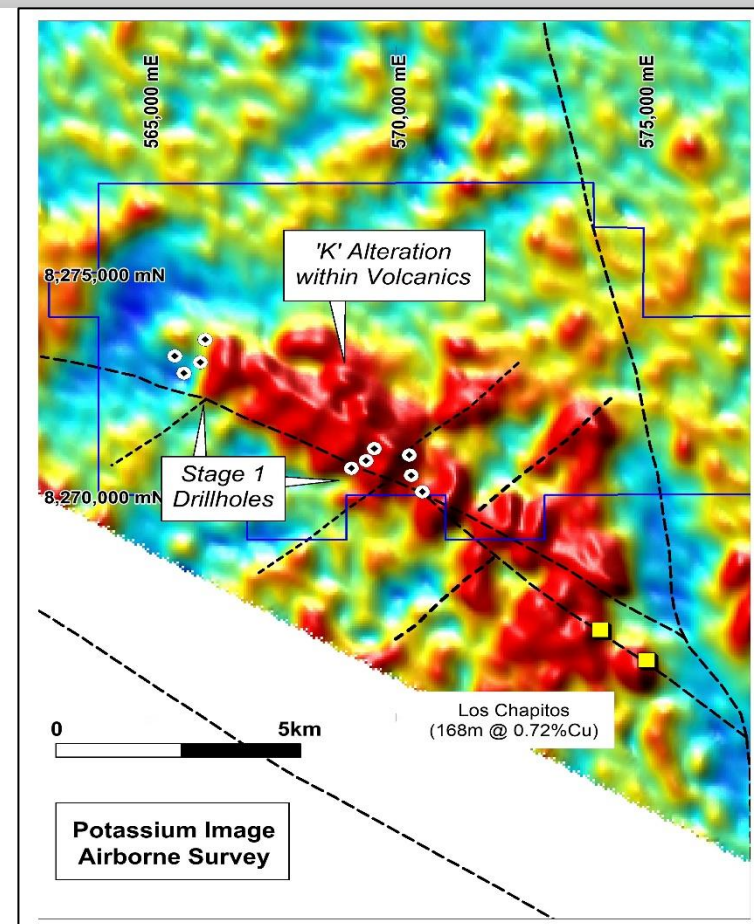 565,000 mE
570,000 mE
575,000 mE
'K' Alteration
within Volcanics
8,275,000 mN
Stage 1
Drillholes
8,270,000 mN
Los Chapitos
(168m @ 0.72%Cu)
0
5km
Potassium Image
Airborne Survey